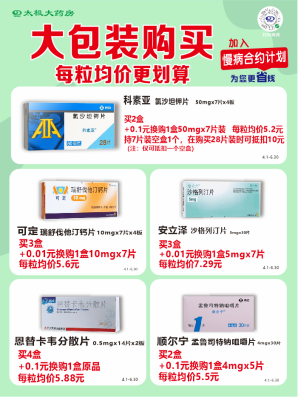 太极大药房
大包装购买
每粒均价更划算
加入
慢病合约计划
为您更省钱
科素亚 氯沙坦钾片 50mgx7片x4板
氯沙坦钾片
科素亚
28片
买2盒
+0.1元换购1盒50mgx7片装 每粒均价5.2元
持7片装空盒1个，在购买28片装时可抵扣10元
（注：仅可抵扣一个空盒）
4.1-6.30
瑞舒伐他汀钙片
可定
沙格列汀片
5mg
可定 瑞舒伐他汀钙片 10mgx7片x4板
买3盒
+0.01元换购1盒10mgx7片
每粒均价5.6元
4.1-6.30
安立泽 沙格列汀片 5mgx10片
买3盒
+0.01元换购1盒5mgx7片
每粒均价7.29元
4.1-6.30
恩替卡韦分散片
孟鲁司特钠咀嚼片
顺尔宁
恩替卡韦分散片 0.5mgx14片x2板
买4盒
+0.1元换购1盒原品
每粒均价5.88元
4.1-6.30
顺尔宁 孟鲁司特钠咀嚼片 4mgx30片
买2盒
+0.1元换购1盒4mgx5片
每粒均价5.5元
4.1-6.30